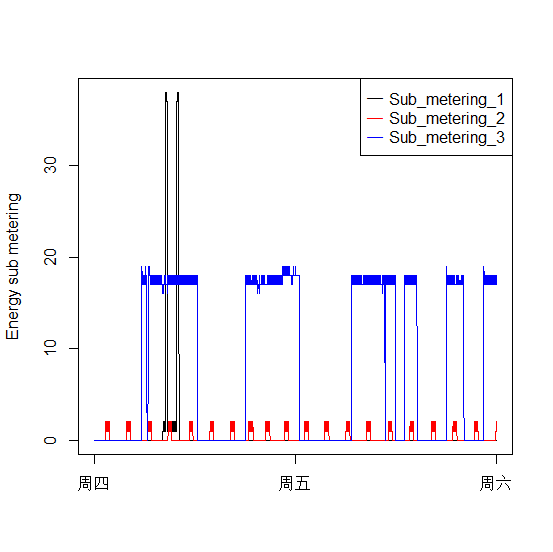 Sub_metering_1
Sub_metering_2
Sub_metering_3
Energy sub metering
30
20
10
0
周四 周五 周六